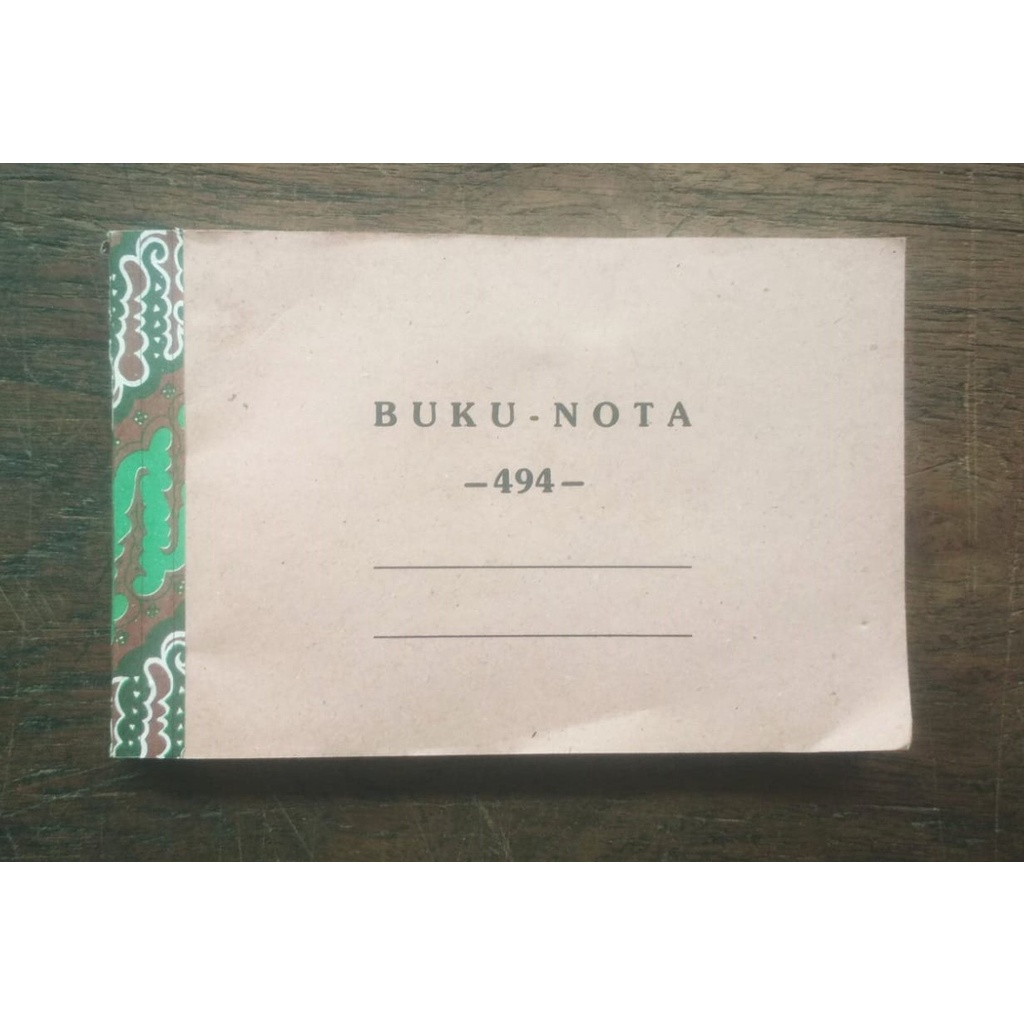 BUKU - NOTA
– 494 –